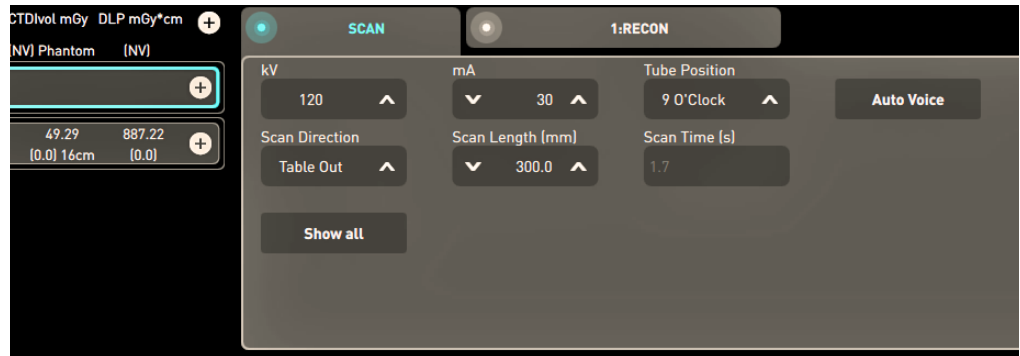 CTDIvol mGy DLP mGy*cm +
(NV) Phantom (NV)
+
49.29 887.22 +
(0.0) 16cm (0.0)
SCAN
1:RECON
kV
120
mA
30
Tube Position
9 O'Clock
Auto Voice
Scan Direction
Table Out
Scan Length (mm)
300.0
Scan Time (s)
1.7
Show all